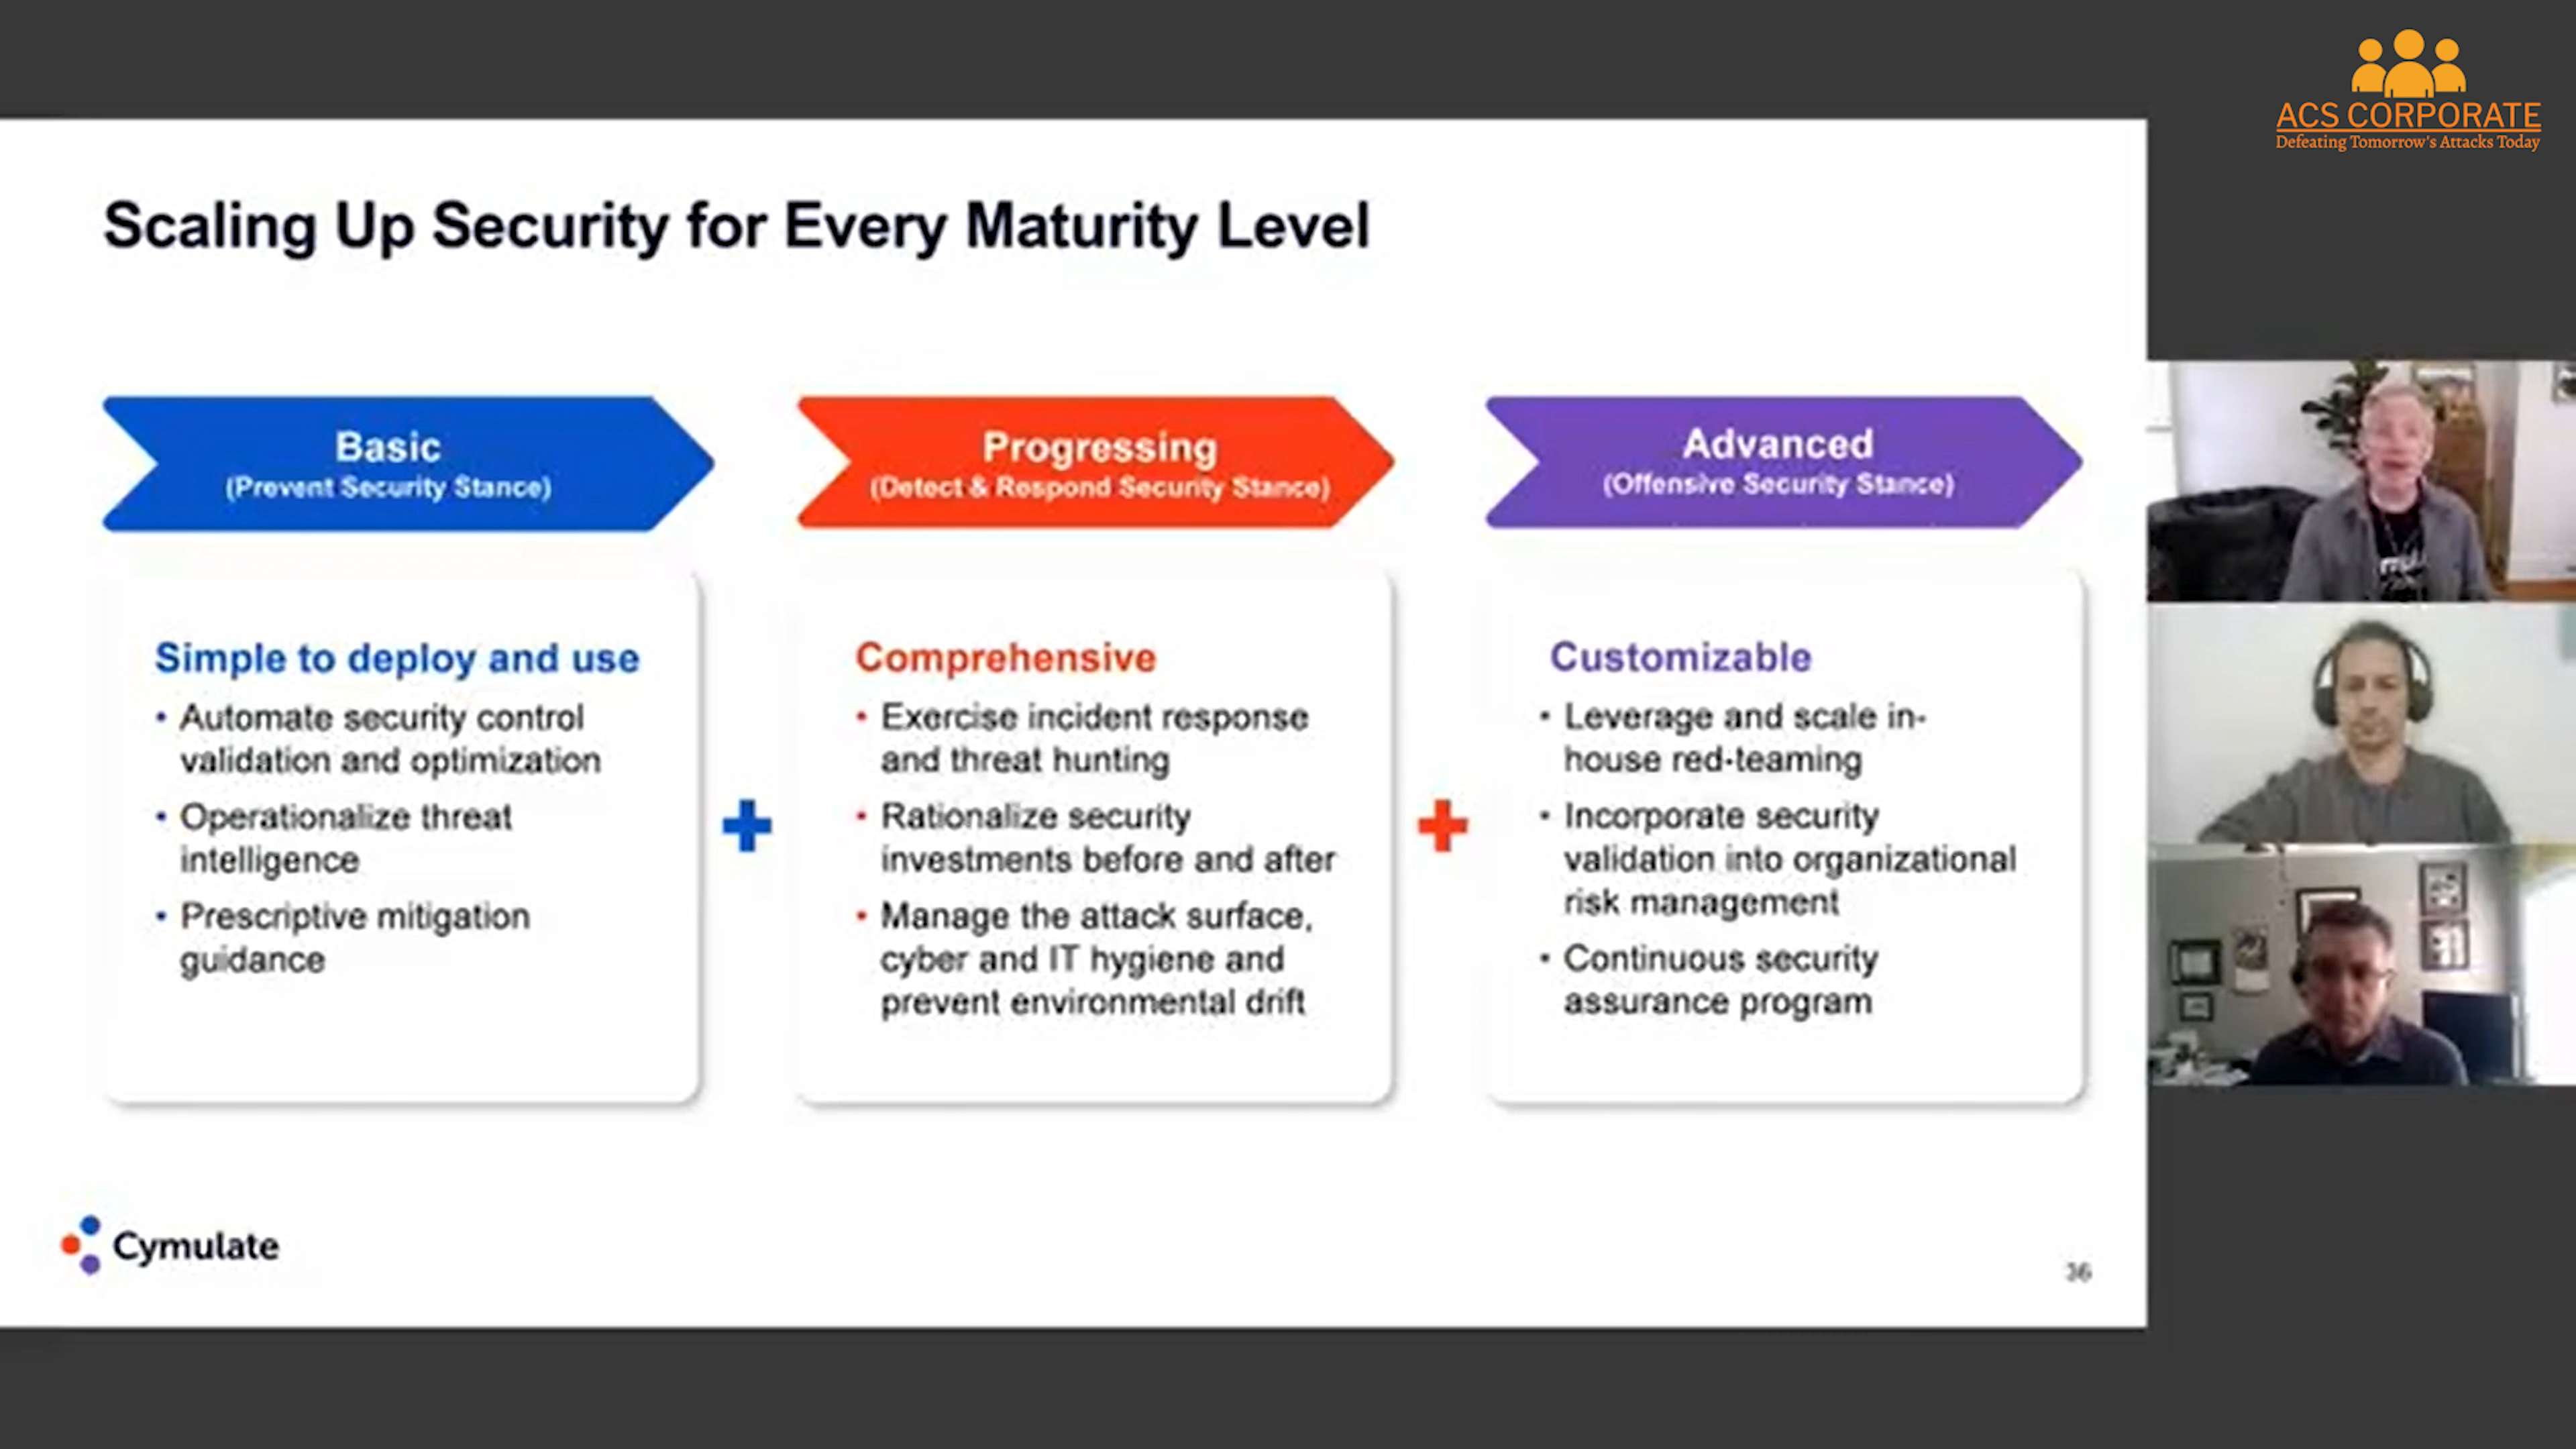 ACS CORPORATE
Defeating Tomorrow's Attacks Today
Scaling Up Security for Every Maturity Level
Basic
(Prevent Security Stance)
Simple to deploy and use
• Automate security control
validation and optimization
• Operationalize threat
intelligence
• Prescriptive mitigation
guidance
Progressing
(Detect & Respond Security Stance)
Comprehensive
• Exercise incident response
and threat hunting
• Rationalize security
investments before and after
• Manage the attack surface,
cyber and IT hygiene and
prevent environmental drift
Advanced
(Offensive Security Stance)
Customizable
• Leverage and scale in-
house red-teaming
• Incorporate security
validation into organizational
risk management
• Continuous security
assurance program
Cymulate
36